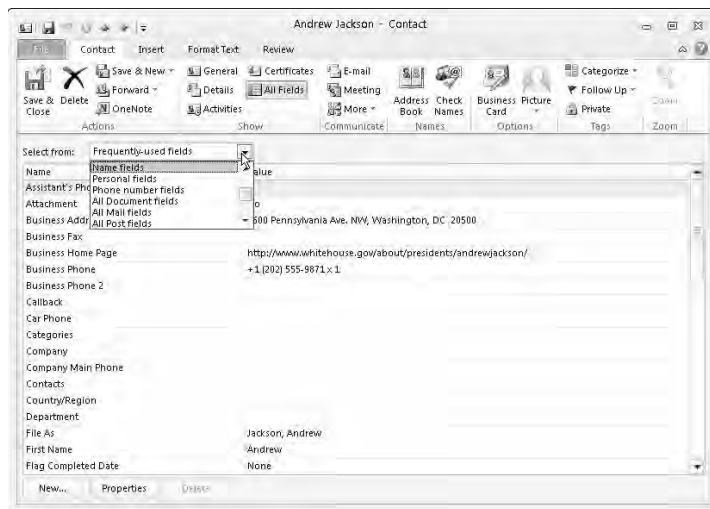 Andrew Jackson - Contact
File Contact Insert Format Text Review
Save & Close
Delete
Save & New
Forward
OneNote
Actions
General
Details
Activities
Certificates
All Fields
Show
E-mail
Meeting
More
Communicate
Address Book
Check Names
Names
Business Card
Picture
Options
Categorize
Follow Up
Private
Tags
Zoom
Zoom
Select from: Frequently-used fields
Name fields
Personal fields
Phone number fields
All Document fields
All Mail fields
All Post fields
Name alue
Assistant's Pho
Attachment o
Business Addr 600 Pennsylvania Ave. NW, Washington, DC 20500
Business Fax
Business Home Page http://www.whitehouse.gov/about/presidents/andrewjackson/
Business Phone +1 (202) 555-9871 x 1
Business Phone 2
Callback
Car Phone
Categories
Company
Company Main Phone
Contacts
Country/Region
Department
File As Jackson, Andrew
First Name Andrew
Flag Completed Date None
New... Properties Delete